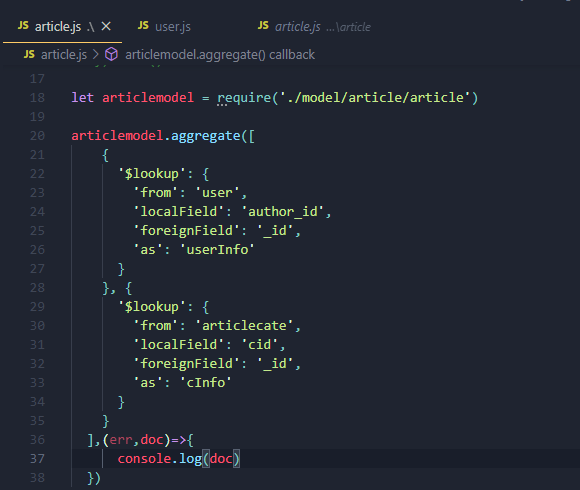 JS article.js .\ ×
JS user.js
JS article.js ...\article
JS article.js > articlemodel.aggregate() callback
17
18 let articlemodel = require('./model/article/article')
19
20 articlemodel.aggregate([
21 {
22 '$lookup': {
23 'from': 'user',
24 'localField': 'author_id',
25 'foreignField': '_id',
26 'as': 'userInfo'
27 }
28 }, {
29 '$lookup': {
30 'from': 'articlecate',
31 'localField': 'cid',
32 'foreignField': '_id',
33 'as': 'cInfo'
34 }
35 }
36 ],(err,doc)=>{
37 console.log(doc)
38 })